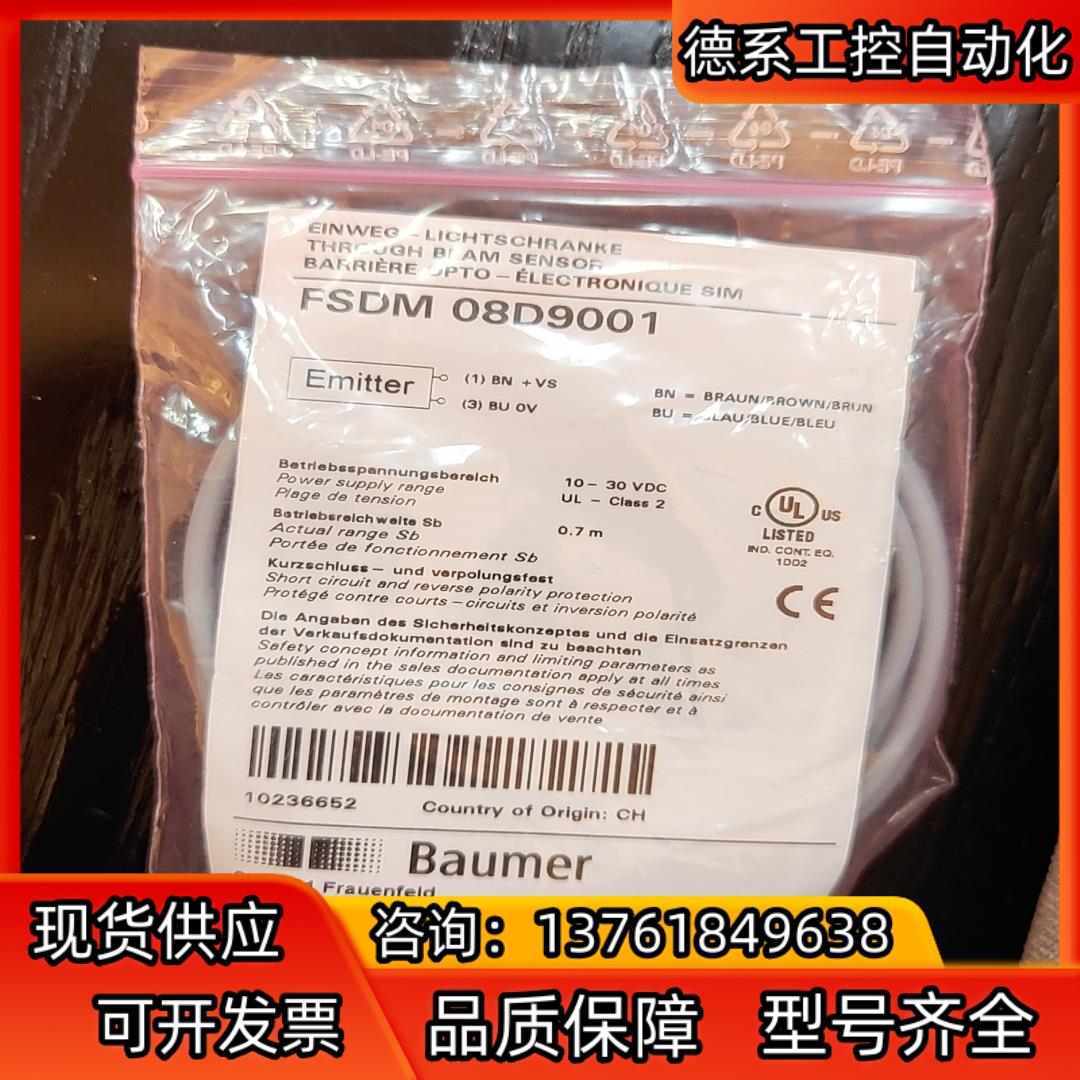 德系工控自动化
EINWEG - LICHTSCHRANKE
THROUGH BEAM SENSOR
BARRIÈRE OPTO - ÉLECTRONIQUE SIM
FSDM 08D9001
Emitter
(1) BN +VS
(3) BU 0V
BN = BRAUN/BROWN/BRUN
BU = BLAU/BLUE/BLEU
Betriebsspannungsbereich
Power supply range
Plage de tension
10 - 30 VDC
UL - Class 2
Betriebsreichweite Sb
Actual range Sb
Portée de fonctionnement Sb
0.7 m
Kurzschluss - und verpolungsfest
Short circuit and reverse polarity protection
Protégé contre courts-circuits et inversion polarité
C UL US
LISTED
IND. CONT. EQ.
1DD2
CE
Die Angaben des Sicherheitskonzeptes und die Einsatzgrenzen
der Verkaufsdokumentation sind zu beachten
Safety concept information and limiting parameters as
published in the sales documentation apply at all times
Les caractéristiques pour les consignes de sécurité ainsi
que les paramètres de montage sont à respecter et à
contrôler avec la documentation de vente
10236652
Country of Origin: CH
Baumer
Frauenfeld
现货供应
咨询：13761849638
可开发票
品质保障
型号齐全